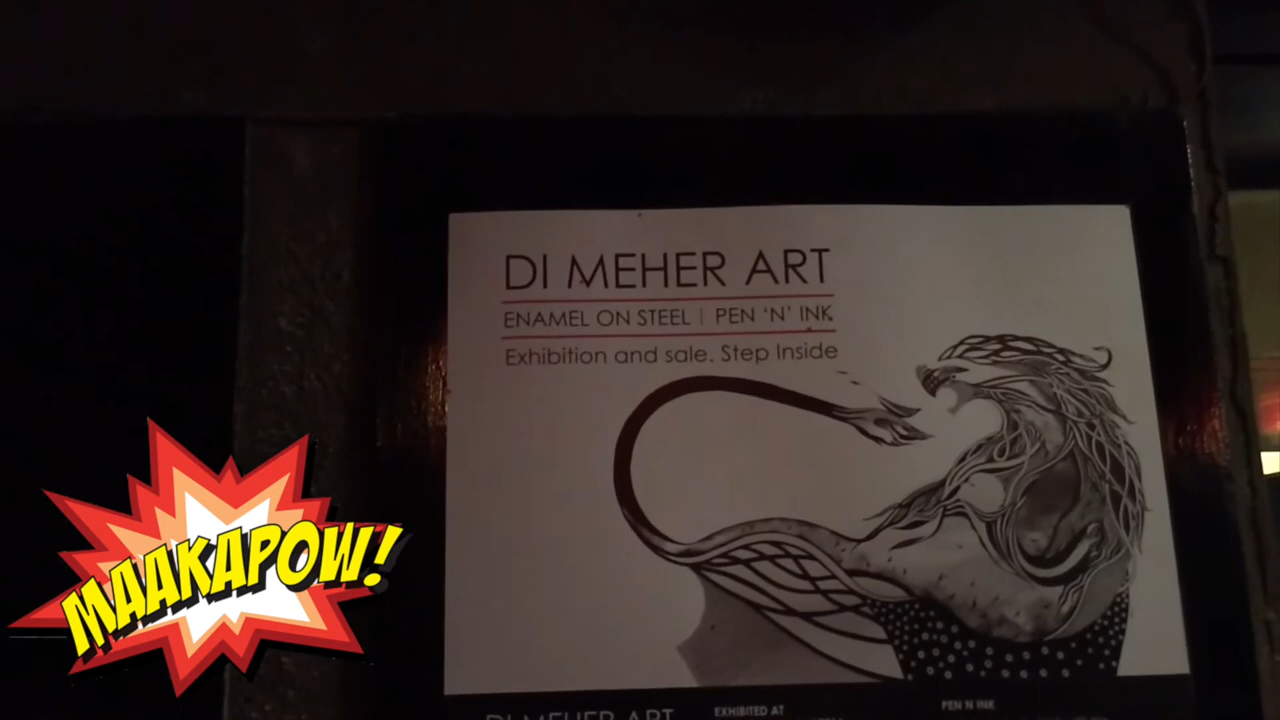 DI MEHER ART
ENAMEL ON STEEL | PEN 'N' INK
Exhibition and sale. Step Inside
MAAKAPOW!
DI MEHER ART
EXHIBITED AT
PEN N INK